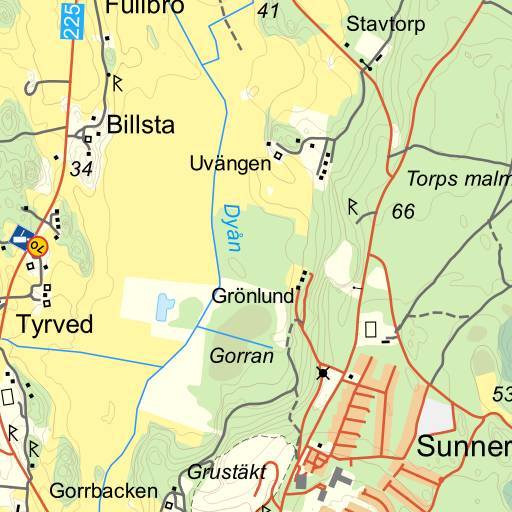 Fullbro
41
Stavtorp
225
Billsta
34
Uvängen
Torps malm
66
Dyån
70
Grönlund
Tyrved
Gorran
53
Sunner
Grustäkt
Gorrbacken